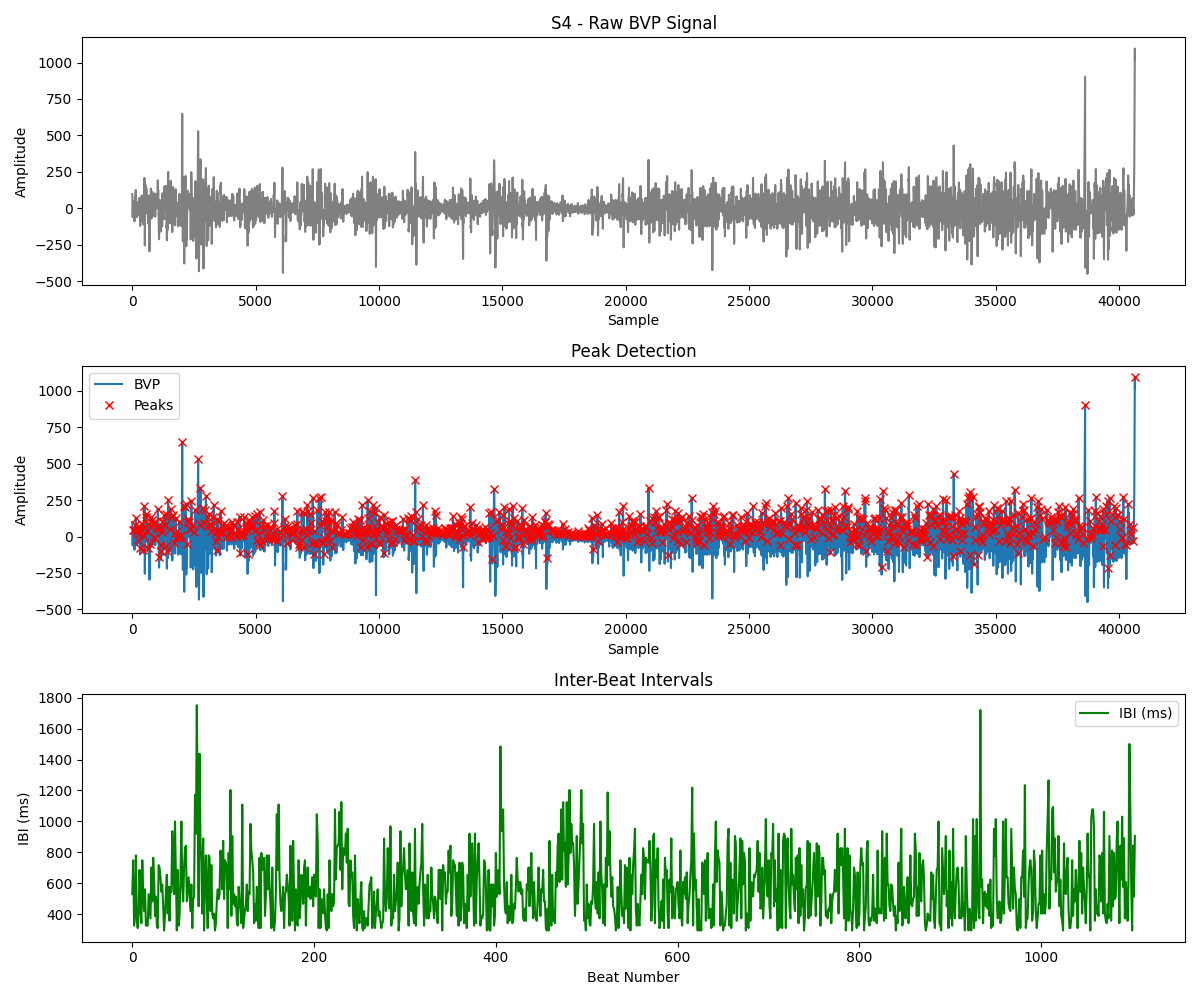 S4 - Raw BVP Signal
1000
750
500
250
0
−250
−500
Amplitude
0 5000 10000 15000 20000 25000 30000 35000 40000
Sample
Peak Detection
BVP
Peaks
1000
750
500
250
0
−250
−500
Amplitude
0 5000 10000 15000 20000 25000 30000 35000 40000
Sample
Inter-Beat Intervals
IBI (ms)
1800
1600
1400
1200
1000
800
600
400
IBI (ms)
0 200 400 600 800 1000
Beat Number